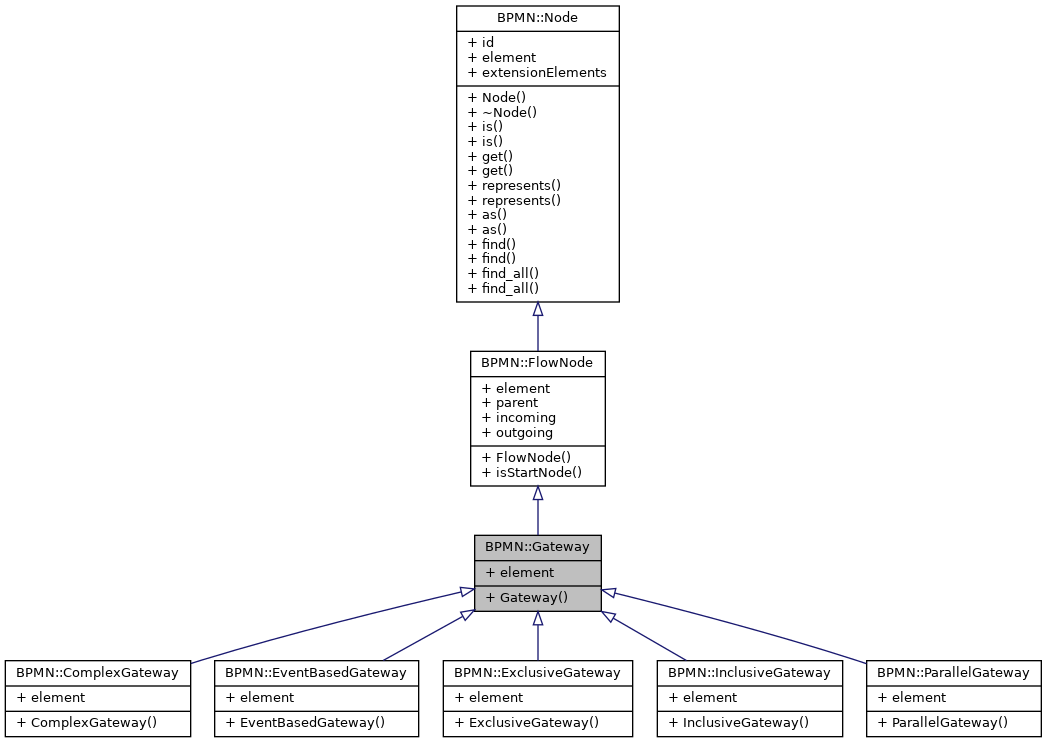 BPMN::Node
+ id
+ element
+ extensionElements
+ Node()
+ ~Node()
+ is()
+ is()
+ get()
+ get()
+ represents()
+ represents()
+ as()
+ as()
+ find()
+ find()
+ find_all()
+ find_all()
BPMN::FlowNode
+ element
+ parent
+ incoming
+ outgoing
+ FlowNode()
+ isStartNode()
BPMN::Gateway
+ element
+ Gateway()
BPMN::ComplexGateway
+ element
+ ComplexGateway()
BPMN::EventBasedGateway
+ element
+ EventBasedGateway()
BPMN::ExclusiveGateway
+ element
+ ExclusiveGateway()
BPMN::InclusiveGateway
+ element
+ InclusiveGateway()
BPMN::ParallelGateway
+ element
+ ParallelGateway()